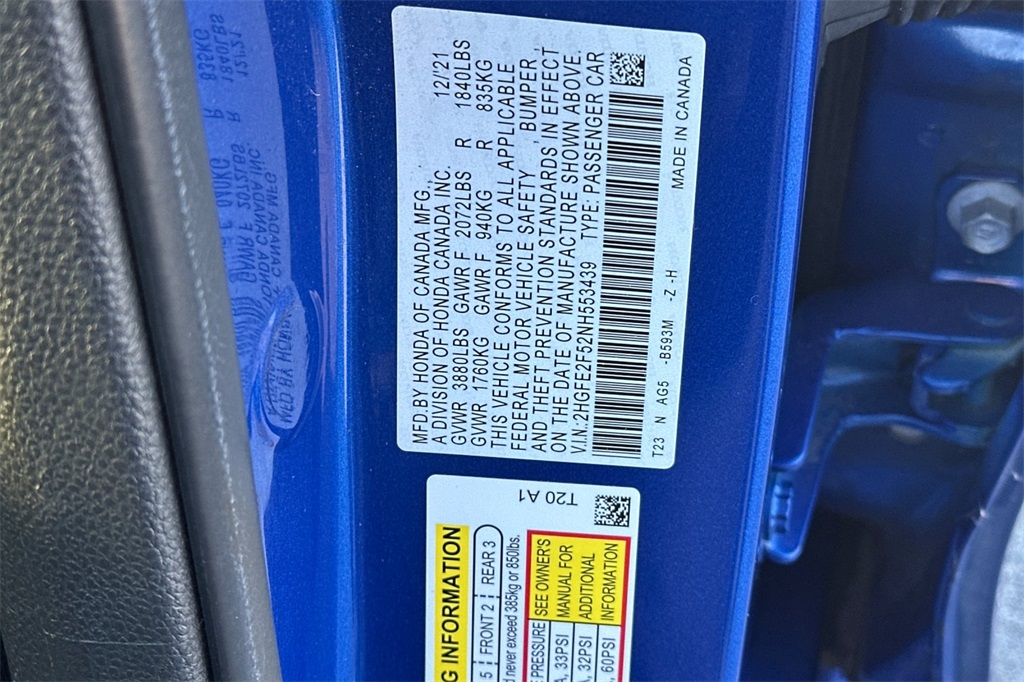 MFD.BY HONDA OF CANADA MFG., 12/'21
A DIVISION OF HONDA CANADA INC.
GVWR 3880LBS GAWR F 2072LBS R 1840LBS
GVWR 1760KG GAWR F 940KG R 835KG
THIS VEHICLE CONFORMS TO ALL APPLICABLE
FEDERAL MOTOR VEHICLE SAFETY , BUMPER ,
AND THEFT PREVENTION STANDARDS IN EFFECT
ON THE DATE OF MANUFACTURE SHOWN ABOVE.
V.I.N:2HGFE2F52NH553439 TYPE: PASSENGER CAR
T23 N AG5 -B593M -Z -H MADE IN CANADA
T20 A1
G INFORMATION
5 FRONT 2 REAR 3
d never exceed 385kg or 850lbs.
E PRESSURE SEE OWNER'S
A, 33PSI MANUAL FOR
A, 32PSI ADDITIONAL
, 60PSI INFORMATION